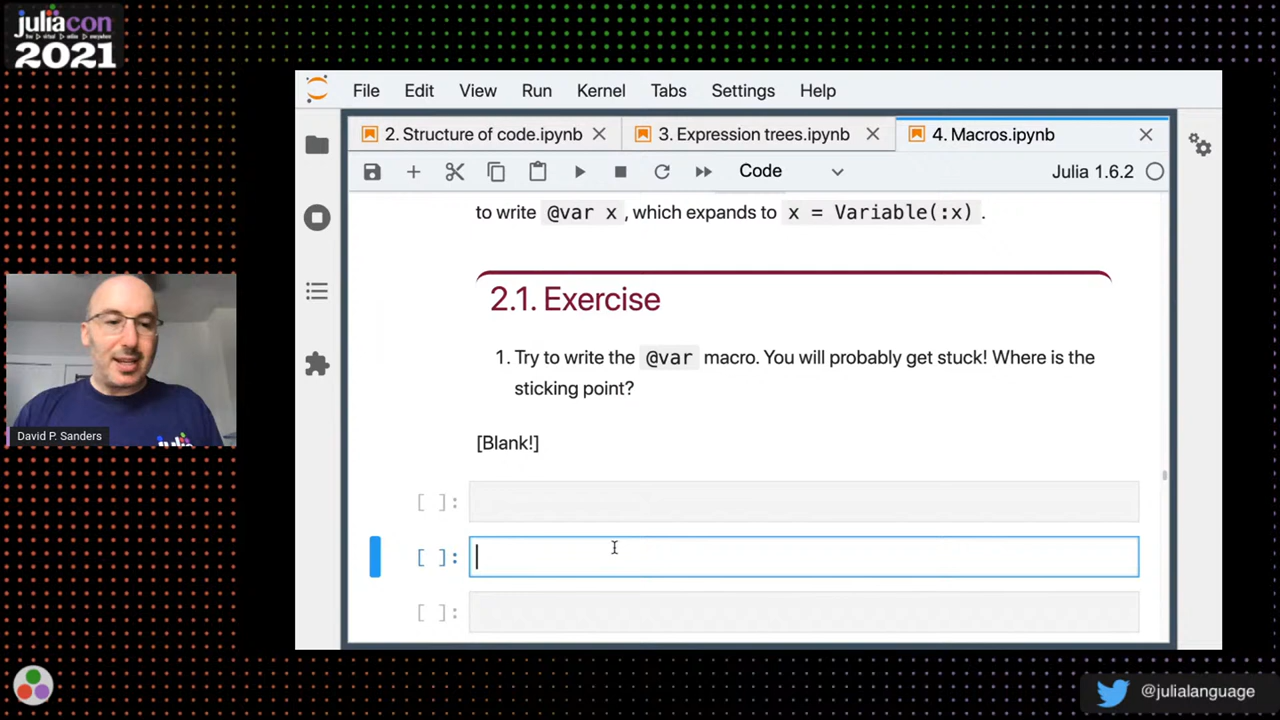 juliacon
2021
File Edit View Run Kernel Tabs Settings Help
2. Structure of code.ipynb
3. Expression trees.ipynb
4. Macros.ipynb
Code
Julia 1.6.2
to write @var x, which expands to x = Variable(:x).
2.1. Exercise
1. Try to write the @var macro. You will probably get stuck! Where is the
sticking point?
[Blank!]
[ ]:
[ ]:
[ ]:
David P. Sanders
@julialanguage